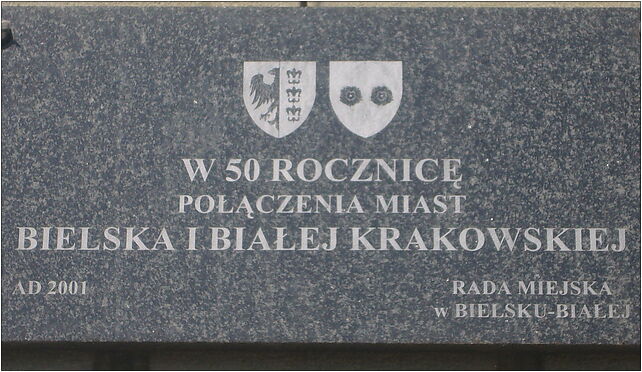 W 50 ROCZNICĘ
POŁĄCZENIA MIAST
BIELSKA I BIAŁEJ KRAKOWSKIEJ
AD 2001
RADA MIEJSKA
w BIELSKU-BIAŁEJ